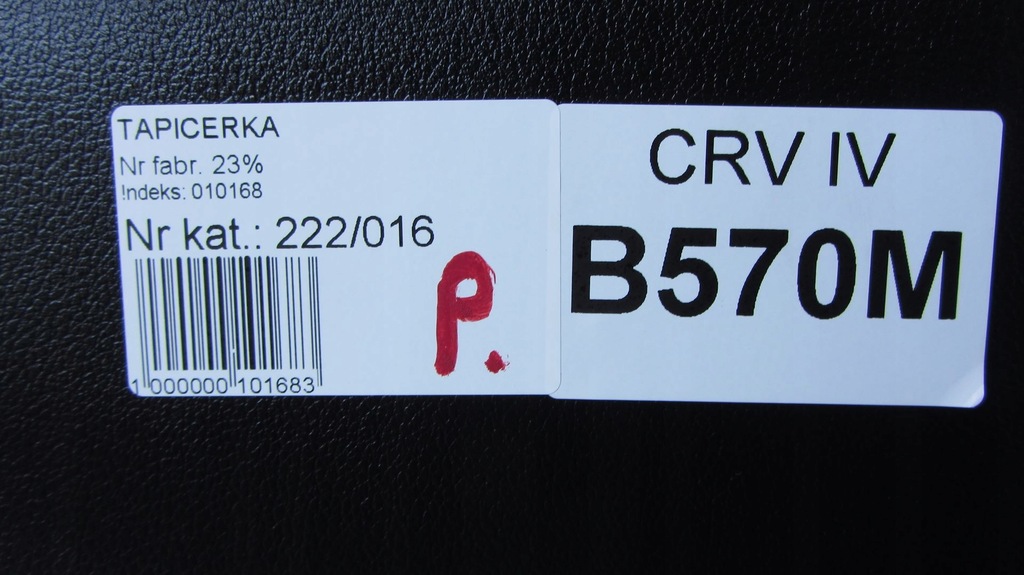 TAPICERKA
Nr fabr. 23%
Indeks: 010168
Nr kat.: 222/016
1 000000 101683
P.
CRV IV
B570M